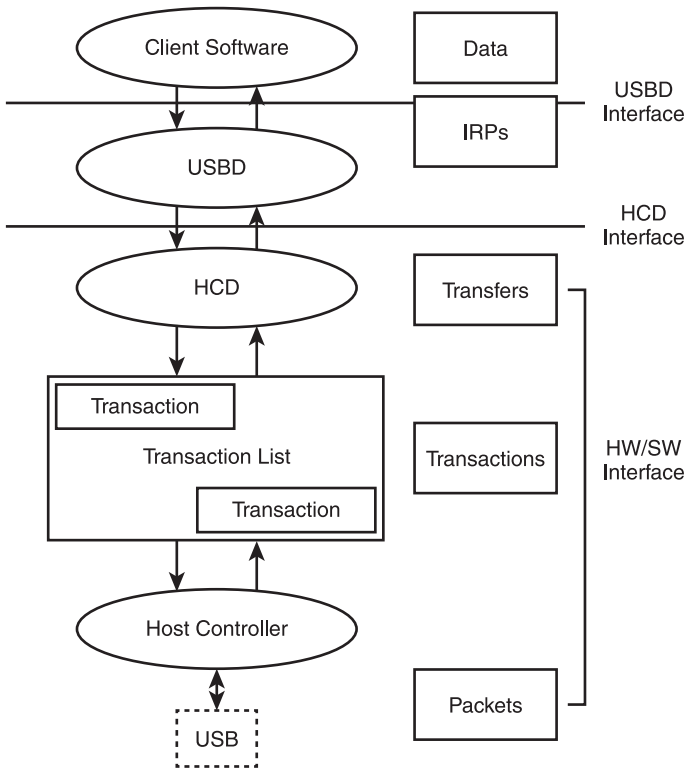 Client Software
Data
USBD
Interface
IRPs
USBD
HCD
Interface
HCD
Transfers
Transaction
Transaction List
Transactions
HW/SW
Interface
Transaction
Host Controller
Packets
USB